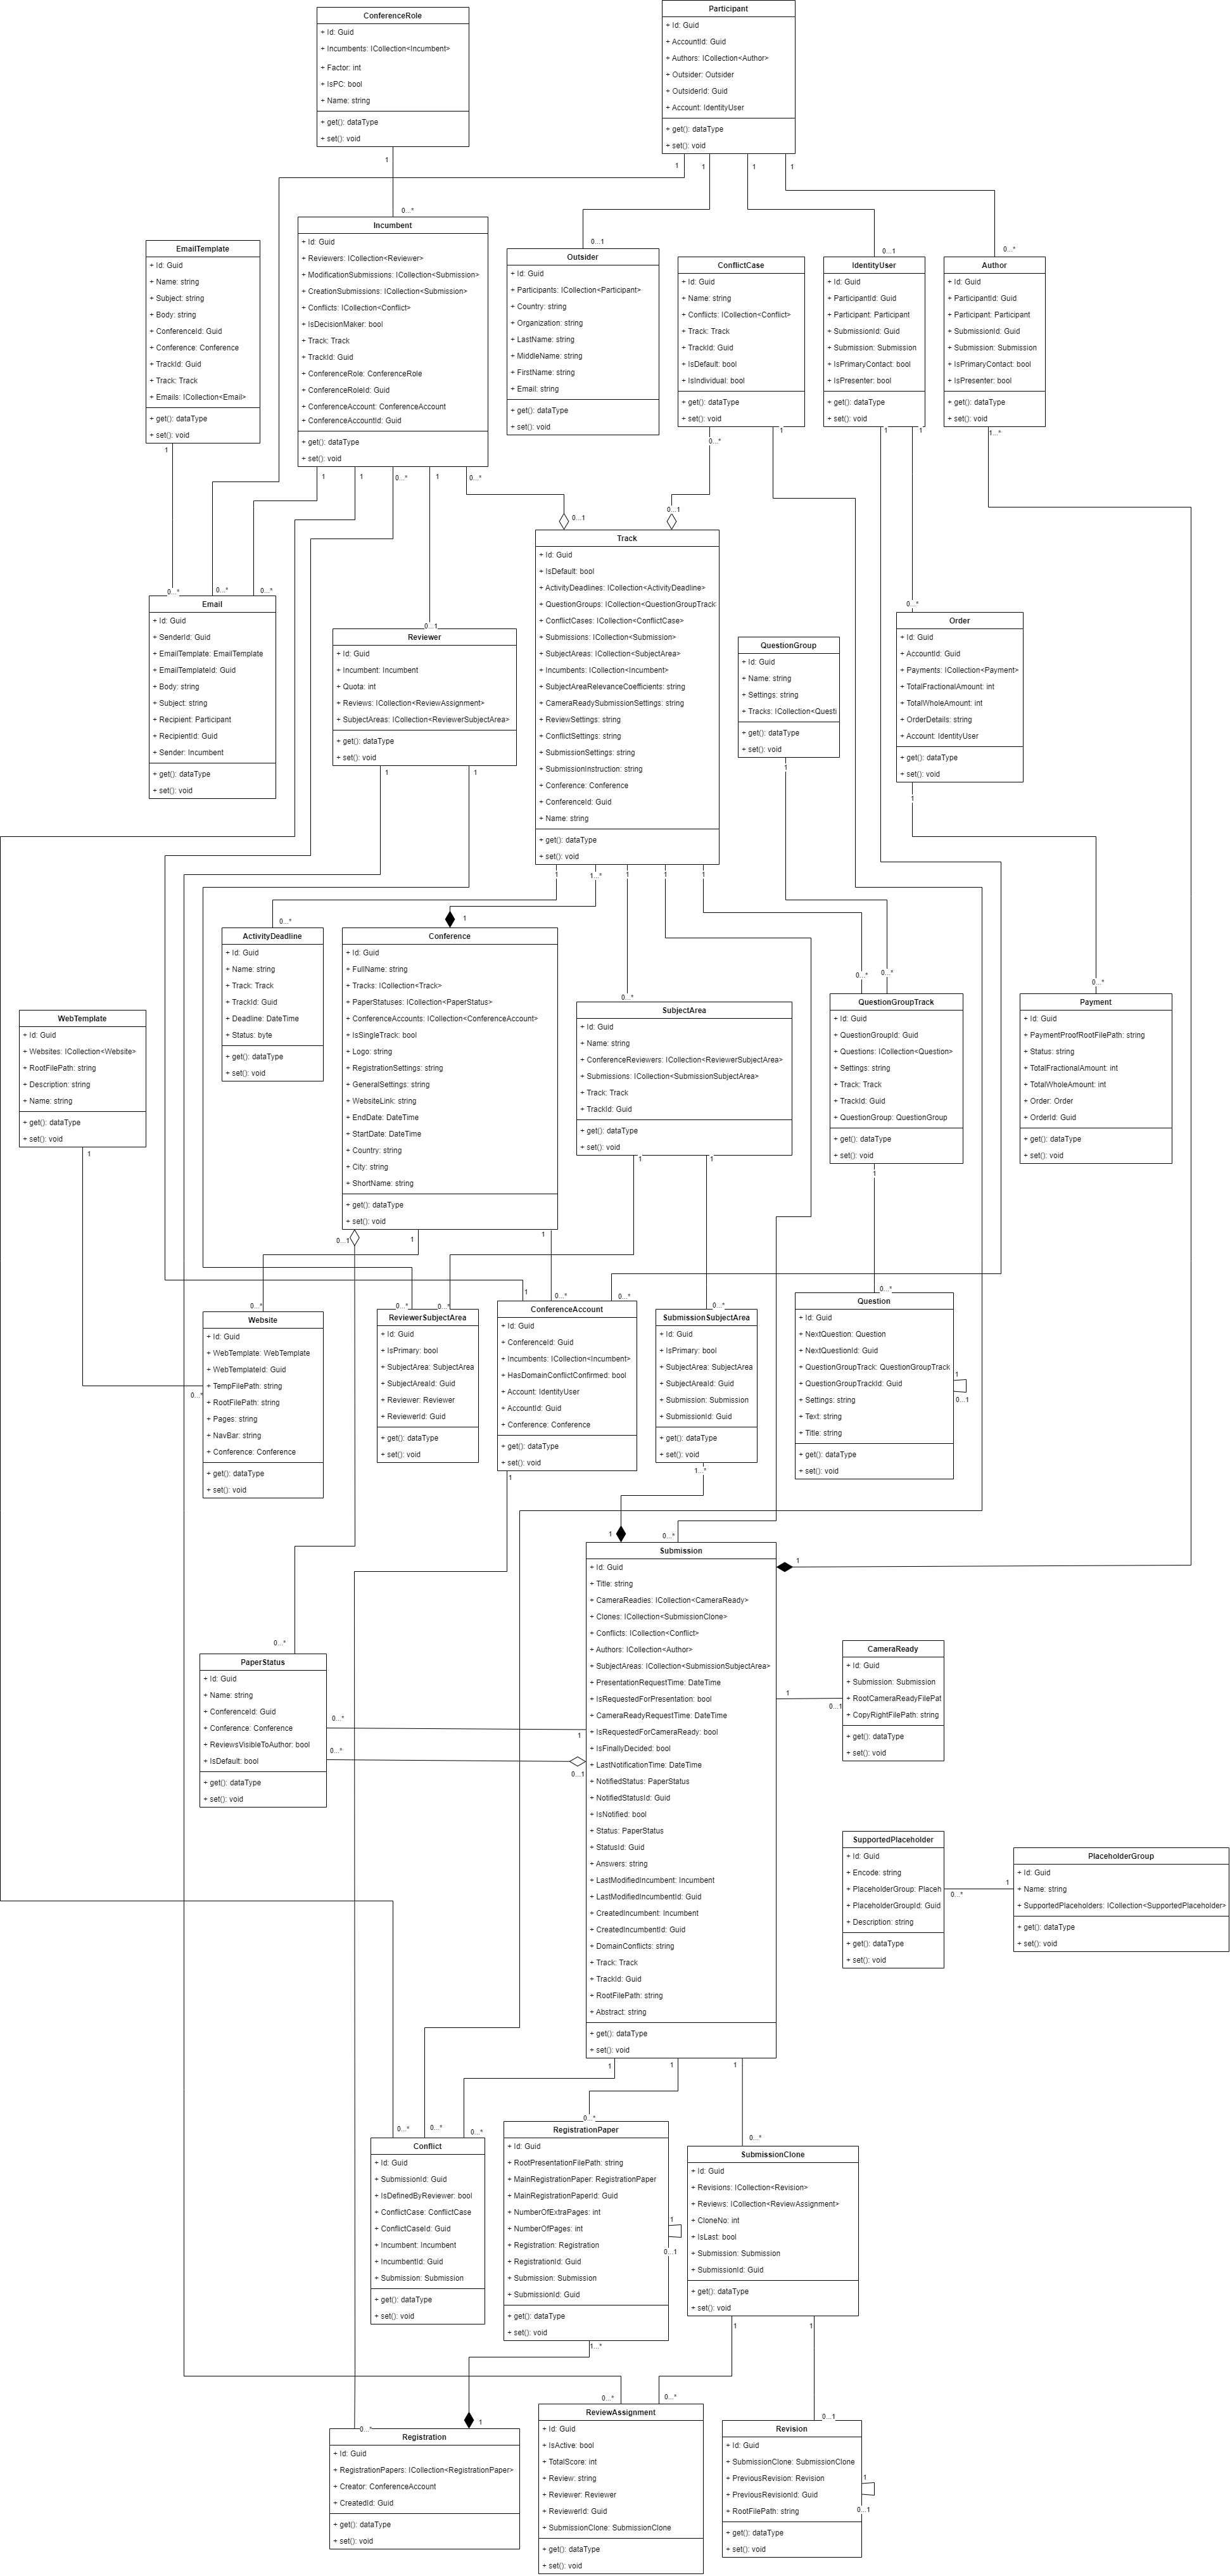 ConferenceRole
+ Id: Guid
+ Incumbents: ICollection<Incumbent>
+ Factor: int
+ IsPC: bool
+ Name: string
+ get(): dataType
+ set(): void
1
0...*
Participant
+ Id: Guid
+ AccountId: Guid
+ Authors: ICollection<Author>
+ Outsider: Outsider
+ OutsiderId: Guid
+ Account: IdentityUser
+ get(): dataType
+ set(): void
1
1
1
1
0...1
0...1
0...*
EmailTemplate
+ Id: Guid
+ Name: string
+ Subject: string
+ Body: string
+ ConferenceId: Guid
+ Conference: Conference
+ TrackId: Guid
+ Track: Track
+ Emails: ICollection<Email>
+ get(): dataType
+ set(): void
1
Incumbent
+ Id: Guid
+ Reviewers: ICollection<Reviewer>
+ ModificationSubmissions: ICollection<Submission>
+ CreationSubmissions: ICollection<Submission>
+ Conflicts: ICollection<Conflict>
+ IsDecisionMaker: bool
+ Track: Track
+ TrackId: Guid
+ ConferenceRole: ConferenceRole
+ ConferenceRoleId: Guid
+ ConferenceAccount: ConferenceAccount
+ ConferenceAccountId: Guid
+ get(): dataType
+ set(): void
1
1
0...*
1
0...*
Outsider
+ Id: Guid
+ Participants: ICollection<Participant>
+ Country: string
+ Organization: string
+ LastName: string
+ MiddleName: string
+ FirstName: string
+ Email: string
+ get(): dataType
+ set(): void
ConflictCase
+ Id: Guid
+ Name: string
+ Conflicts: ICollection<Conflict>
+ Track: Track
+ TrackId: Guid
+ IsDefault: bool
+ IsIndividual: bool
+ get(): dataType
+ set(): void
0...*
1
IdentityUser
+ Id: Guid
+ ParticipantId: Guid
+ Participant: Participant
+ SubmissionId: Guid
+ Submission: Submission
+ IsPrimaryContact: bool
+ IsPresenter: bool
+ get(): dataType
+ set(): void
1
1
Author
+ Id: Guid
+ ParticipantId: Guid
+ Participant: Participant
+ SubmissionId: Guid
+ Submission: Submission
+ IsPrimaryContact: bool
+ IsPresenter: bool
+ get(): dataType
+ set(): void
1...*
0...*
0...*
0...*
Email
+ Id: Guid
+ SenderId: Guid
+ EmailTemplate: EmailTemplate
+ EmailTemplateId: Guid
+ Body: string
+ Subject: string
+ Recipient: Participant
+ RecipientId: Guid
+ Sender: Incumbent
+ get(): dataType
+ set(): void
0...1
Reviewer
+ Id: Guid
+ Incumbent: Incumbent
+ Quota: int
+ Reviews: ICollection<ReviewAssignment>
+ SubjectAreas: ICollection<ReviewerSubjectArea>
+ get(): dataType
+ set(): void
1
1
0...1
0...1
Track
+ Id: Guid
+ IsDefault: bool
+ ActivityDeadlines: ICollection<ActivityDeadline>
+ QuestionGroups: ICollection<QuestionGroupTrack
+ ConflictCases: ICollection<ConflictCase>
+ Submissions: ICollection<Submission>
+ SubjectAreas: ICollection<SubjectArea>
+ Incumbents: ICollection<Incumbent>
+ SubjectAreaRelevanceCoefficients: string
+ CameraReadySubmissionSettings: string
+ ReviewSettings: string
+ ConflictSettings: string
+ SubmissionSettings: string
+ SubmissionInstruction: string
+ Conference: Conference
+ ConferenceId: Guid
+ Name: string
+ get(): dataType
+ set(): void
1
1...*
1
1
1
QuestionGroup
+ Id: Guid
+ Name: string
+ Settings: string
+ Tracks: ICollection<Questi
+ get(): dataType
+ set(): void
1
0...*
Order
+ Id: Guid
+ AccountId: Guid
+ Payments: ICollection<Payment>
+ TotalFractionalAmount: int
+ TotalWholeAmount: int
+ OrderDetails: string
+ Account: IdentityUser
+ get(): dataType
+ set(): void
1
0...*
ActivityDeadline
+ Id: Guid
+ Name: string
+ Track: Track
+ TrackId: Guid
+ Deadline: DateTime
+ Status: byte
+ get(): dataType
+ set(): void
1
Conference
+ Id: Guid
+ FullName: string
+ Tracks: ICollection<Track>
+ PaperStatuses: ICollection<PaperStatus>
+ ConferenceAccounts: ICollection<ConferenceAccount>
+ IsSingleTrack: bool
+ Logo: string
+ RegistrationSettings: string
+ GeneralSettings: string
+ WebsiteLink: string
+ EndDate: DateTime
+ StartDate: DateTime
+ Country: string
+ City: string
+ ShortName: string
+ get(): dataType
+ set(): void
0...1
1
1
0...*
SubjectArea
+ Id: Guid
+ Name: string
+ ConferenceReviewers: ICollection<ReviewerSubjectArea>
+ Submissions: ICollection<SubmissionSubjectArea>
+ Track: Track
+ TrackId: Guid
+ get(): dataType
+ set(): void
1
1
0...*
0...*
QuestionGroupTrack
+ Id: Guid
+ QuestionGroupId: Guid
+ Questions: ICollection<Question>
+ Settings: string
+ Track: Track
+ TrackId: Guid
+ QuestionGroup: QuestionGroup
+ get(): dataType
+ set(): void
1
0...*
Payment
+ Id: Guid
+ PaymentProofRootFilePath: string
+ Status: string
+ TotalFractionalAmount: int
+ TotalWholeAmount: int
+ Order: Order
+ OrderId: Guid
+ get(): dataType
+ set(): void
WebTemplate
+ Id: Guid
+ Websites: ICollection<Website>
+ RootFilePath: string
+ Description: string
+ Name: string
+ get(): dataType
+ set(): void
1
0...*
0...*
Website
+ Id: Guid
+ WebTemplate: WebTemplate
+ WebTemplateId: Guid
+ TempFilePath: string
+ RootFilePath: string
+ Pages: string
+ NavBar: string
+ Conference: Conference
+ get(): dataType
+ set(): void
0...*
0...*
ReviewerSubjectArea
+ Id: Guid
+ IsPrimary: bool
+ SubjectArea: SubjectArea
+ SubjectAreaId: Guid
+ Reviewer: Reviewer
+ ReviewerId: Guid
+ get(): dataType
+ set(): void
1
0...*
0...*
ConferenceAccount
+ Id: Guid
+ ConferenceId: Guid
+ Incumbents: ICollection<Incumbent>
+ HasDomainConflictConfirmed: bool
+ Account: IdentityUser
+ AccountId: Guid
+ Conference: Conference
+ get(): dataType
+ set(): void
1
0...*
SubmissionSubjectArea
+ Id: Guid
+ IsPrimary: bool
+ SubjectArea: SubjectArea
+ SubjectAreaId: Guid
+ Submission: Submission
+ SubmissionId: Guid
+ get(): dataType
+ set(): void
1...*
0...*
Question
+ Id: Guid
+ NextQuestion: Question
+ NextQuestionId: Guid
+ QuestionGroupTrack: QuestionGroupTrack
+ QuestionGroupTrackId: Guid
+ Settings: string
+ Text: string
+ Title: string
+ get(): dataType
+ set(): void
1
0...1
1
0...*
1
Submission
+ Id: Guid
+ Title: string
+ CameraReadies: ICollection<CameraReady>
+ Clones: ICollection<SubmissionClone>
+ Conflicts: ICollection<Conflict>
+ Authors: ICollection<Author>
+ SubjectAreas: ICollection<SubmissionSubjectArea>
+ PresentationRequestTime: DateTime
+ IsRequestedForPresentation: bool
+ CameraReadyRequestTime: DateTime
+ IsRequestedForCameraReady: bool
+ IsFinallyDecided: bool
+ LastNotificationTime: DateTime
+ NotifiedStatus: PaperStatus
+ NotifiedStatusId: Guid
+ IsNotified: bool
+ Status: PaperStatus
+ StatusId: Guid
+ Answers: string
+ LastModifiedIncumbent: Incumbent
+ LastModifiedIncumbentId: Guid
+ CreatedIncumbent: Incumbent
+ CreatedIncumbentId: Guid
+ DomainConflicts: string
+ Track: Track
+ TrackId: Guid
+ RootFilePath: string
+ Abstract: string
+ get(): dataType
+ set(): void
1
1
1
0...*
PaperStatus
+ Id: Guid
+ Name: string
+ ConferenceId: Guid
+ Conference: Conference
+ ReviewsVisibleToAuthor: bool
+ IsDefault: bool
+ get(): dataType
+ set(): void
0...*
1
0...*
0...1
1
0...1
CameraReady
+ Id: Guid
+ Submission: Submission
+ RootCameraReadyFilePat
+ CopyRightFilePath: string
+ get(): dataType
+ set(): void
SupportedPlaceholder
+ Id: Guid
+ Encode: string
+ PlaceholderGroup: Placeh
+ PlaceholderGroupId: Guid
+ Description: string
+ get(): dataType
+ set(): void
0...*
1
PlaceholderGroup
+ Id: Guid
+ Name: string
+ SupportedPlaceholders: ICollection<SupportedPlaceholder>
+ get(): dataType
+ set(): void
0...*
0...*
0...*
Conflict
+ Id: Guid
+ SubmissionId: Guid
+ IsDefinedByReviewer: bool
+ ConflictCase: ConflictCase
+ ConflictCaseId: Guid
+ Incumbent: Incumbent
+ IncumbentId: Guid
+ Submission: Submission
+ get(): dataType
+ set(): void
0...*
RegistrationPaper
+ Id: Guid
+ RootPresentationFilePath: string
+ MainRegistrationPaper: RegistrationPaper
+ MainRegistrationPaperId: Guid
+ NumberOfExtraPages: int
+ NumberOfPages: int
+ Registration: Registration
+ RegistrationId: Guid
+ Submission: Submission
+ SubmissionId: Guid
+ get(): dataType
+ set(): void
1
0...1
1...*
0...*
SubmissionClone
+ Id: Guid
+ Revisions: ICollection<Revision>
+ Reviews: ICollection<ReviewAssignment>
+ CloneNo: int
+ IsLast: bool
+ Submission: Submission
+ SubmissionId: Guid
+ get(): dataType
+ set(): void
1
1
0...*
1
Registration
+ Id: Guid
+ RegistrationPapers: ICollection<RegistrationPaper>
+ Creator: ConferenceAccount
+ CreatedId: Guid
+ get(): dataType
+ set(): void
0...*
0...*
ReviewAssignment
+ Id: Guid
+ IsActive: bool
+ TotalScore: int
+ Review: string
+ Reviewer: Reviewer
+ ReviewerId: Guid
+ SubmissionClone: SubmissionClone
+ get(): dataType
+ set(): void
0...1
Revision
+ Id: Guid
+ SubmissionClone: SubmissionClone
+ PreviousRevision: Revision
+ PreviousRevisionId: Guid
+ RootFilePath: string
+ get(): dataType
+ set(): void
1
0...1